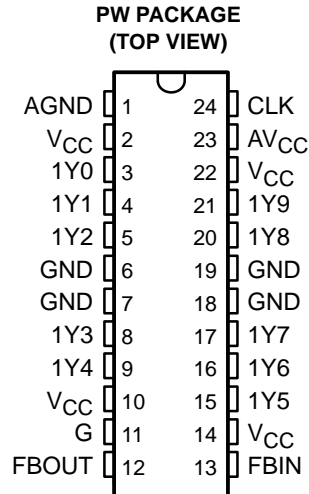 PW PACKAGE
(TOP VIEW)
AGND 1 24 CLK
VCC 2 23 AVCC
1Y0 3 22 VCC
1Y1 4 21 1Y9
1Y2 5 20 1Y8
GND 6 19 GND
GND 7 18 GND
1Y3 8 17 1Y7
1Y4 9 16 1Y6
VCC 10 15 1Y5
G 11 14 VCC
FBOUT 12 13 FBIN